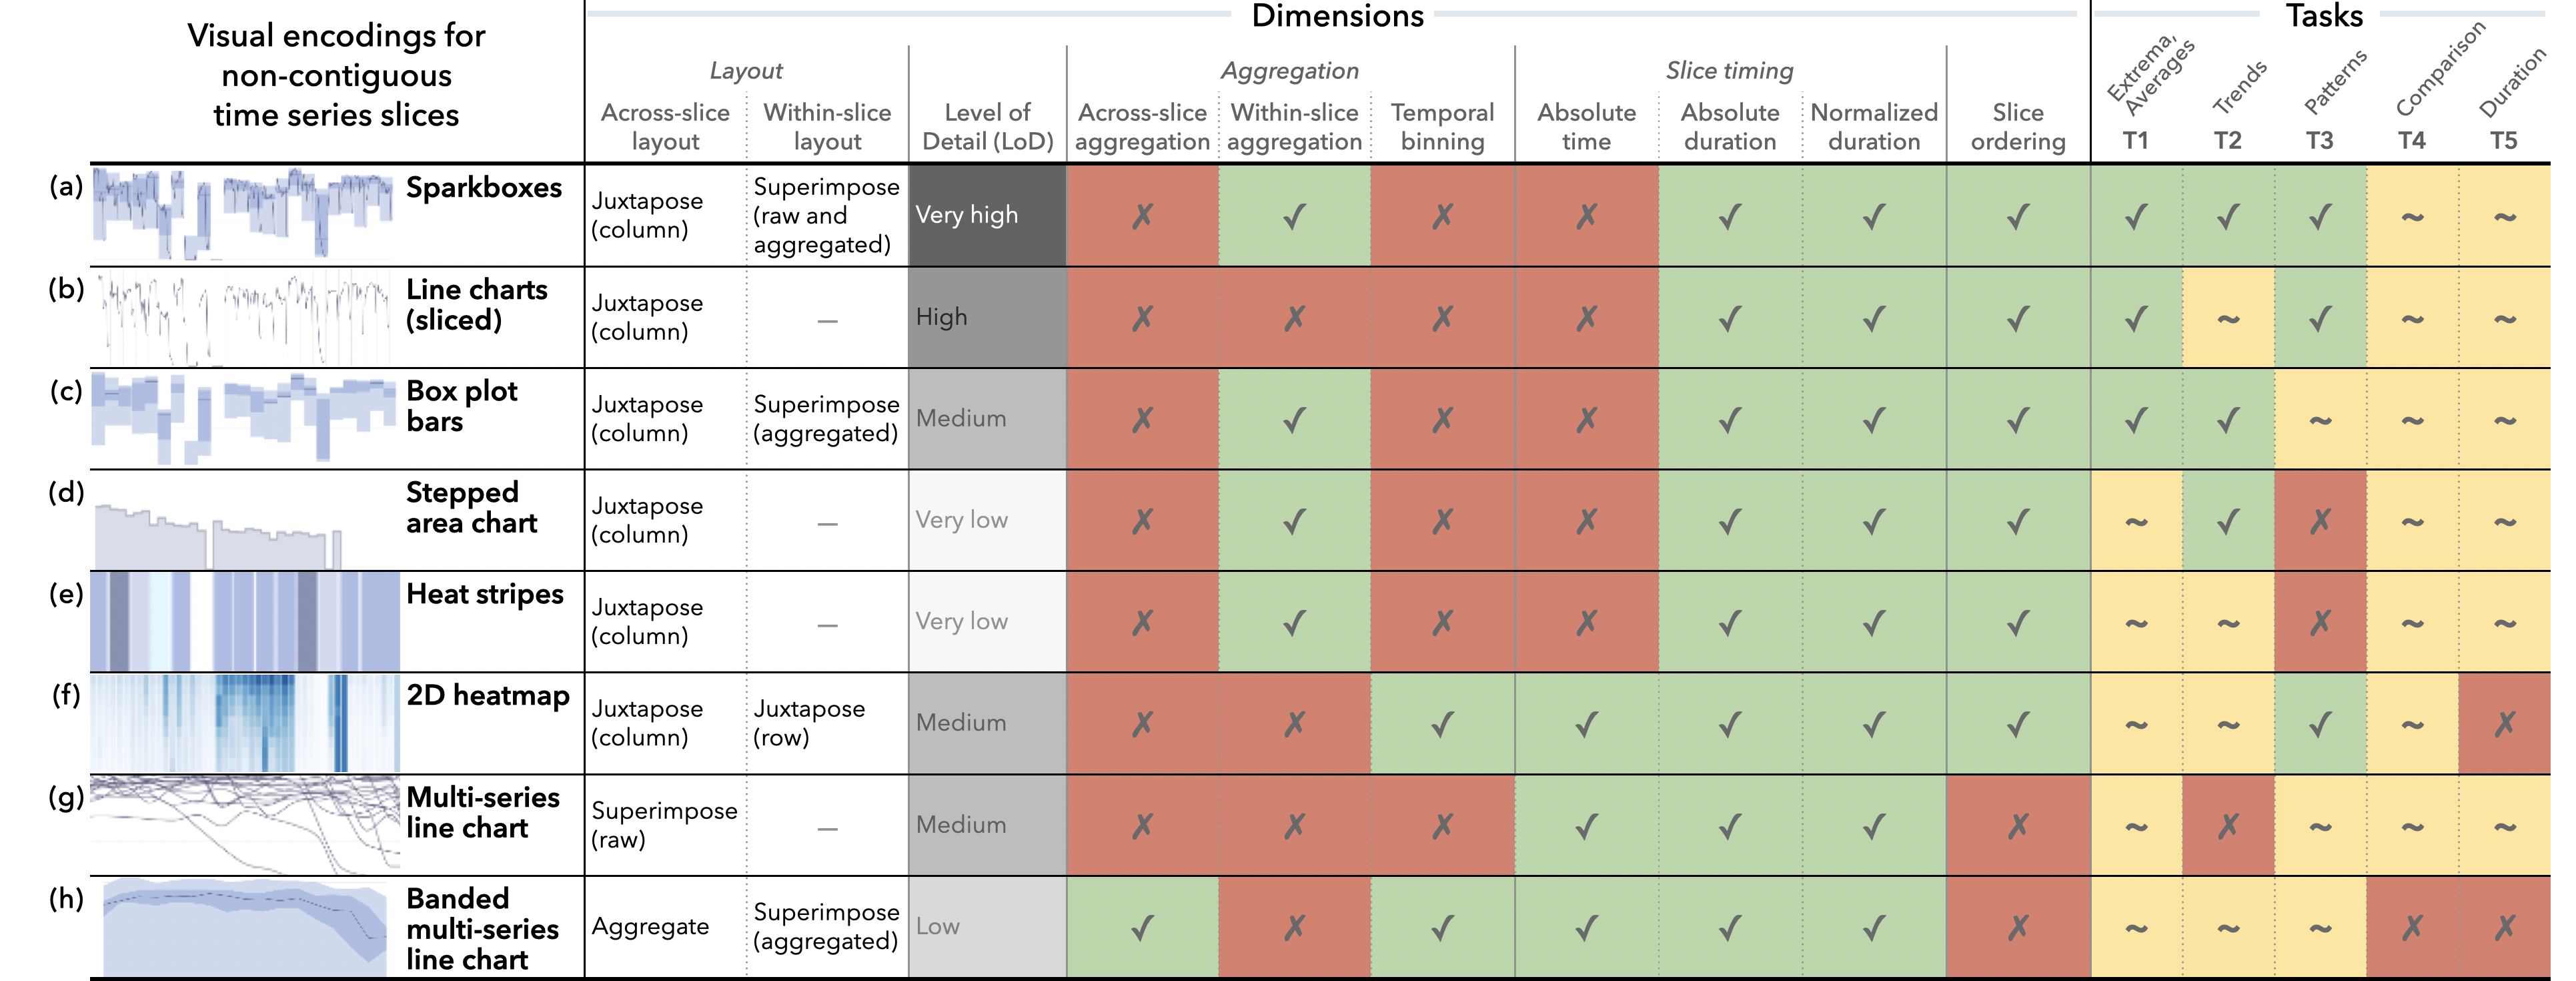 Visual encodings for
non-contiguous
time series slices
Dimensions
Tasks
Layout
Aggregation
Slice timing
Across-slice
layout
Within-slice
layout
Level of
Detail (LoD)
Across-slice
aggregation
Within-slice
aggregation
Temporal
binning
Absolute
time
Absolute
duration
Normalized
duration
Slice
ordering
Extrema,
Averages
T1
Trends
T2
Patterns
T3
Comparison
T4
Duration
T5
(a) Sparkboxes
Juxtapose
(column)
Superimpose
(raw and
aggregated)
Very high
✗ ✓ ✗ ✗ ✓ ✓ ✓ ✓ ✓ ✓ ~ ~
(b) Line charts
(sliced)
Juxtapose
(column)
—
High
✗ ✗ ✗ ✗ ✓ ✓ ✓ ✓ ~ ✓ ~ ~
(c) Box plot
bars
Juxtapose
(column)
Superimpose
(aggregated)
Medium
✗ ✓ ✗ ✗ ✓ ✓ ✓ ✓ ✓ ~ ~ ~
(d) Stepped
area chart
Juxtapose
(column)
—
Very low
✗ ✓ ✗ ✗ ✓ ✓ ✓ ~ ✓ ✗ ~ ~
(e) Heat stripes
Juxtapose
(column)
—
Very low
✗ ✓ ✗ ✗ ✓ ✓ ✓ ~ ~ ✗ ~ ~
(f) 2D heatmap
Juxtapose
(column)
Juxtapose
(row)
Medium
✗ ✗ ✓ ✓ ✓ ✓ ✓ ~ ~ ✓ ~ ✗
(g) Multi-series
line chart
Superimpose
(raw)
—
Medium
✗ ✗ ✗ ✓ ✓ ✓ ✗ ~ ✗ ~ ~ ~
(h) Banded
multi-series
line chart
Aggregate
Superimpose
(aggregated)
Low
✓ ✗ ✓ ✓ ✓ ✓ ✗ ~ ~ ~ ✗ ✗